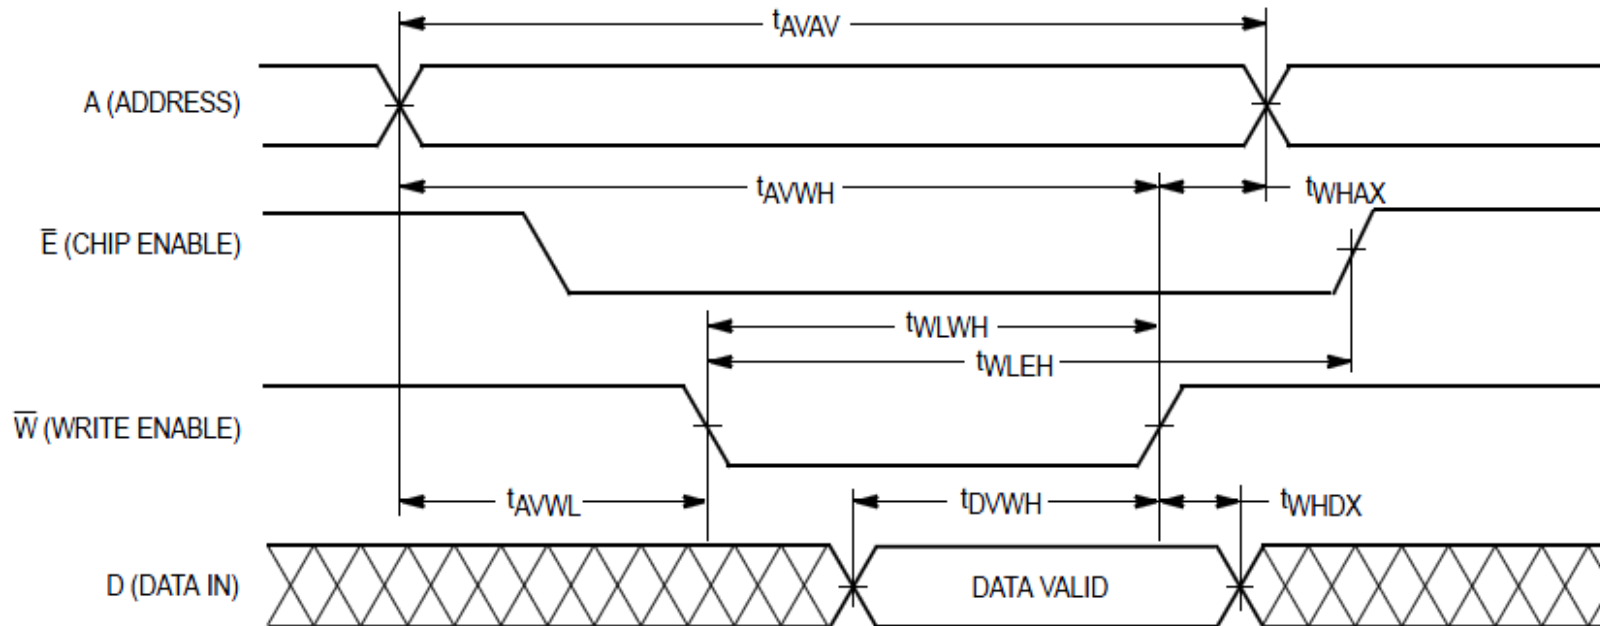 tAVAV
A (ADDRESS)
tAVWH
tWHAX
E̅ (CHIP ENABLE)
tWLWH
tWLEH
W̅ (WRITE ENABLE)
tAVWL
tDVWH
tWHDX
D (DATA IN)
DATA VALID